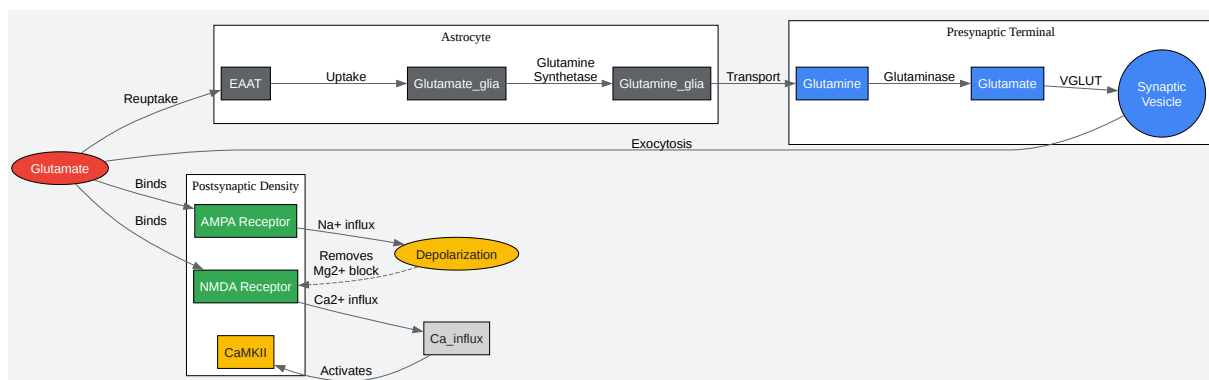 Astrocyte
Presynaptic Terminal
EAAT
Uptake
Glutamate_glia
Glutamine
Synthetase
Glutamine_glia
Transport
Glutamine
Glutaminase
Glutamate
VGLUT
Synaptic
Vesicle
Reuptake
Exocytosis
Glutamate
Binds
Binds
Postsynaptic Density
AMPA Receptor
Na+ influx
Depolarization
Removes
Mg2+ block
NMDA Receptor
Ca2+ influx
Ca_influx
CaMKII
Activates